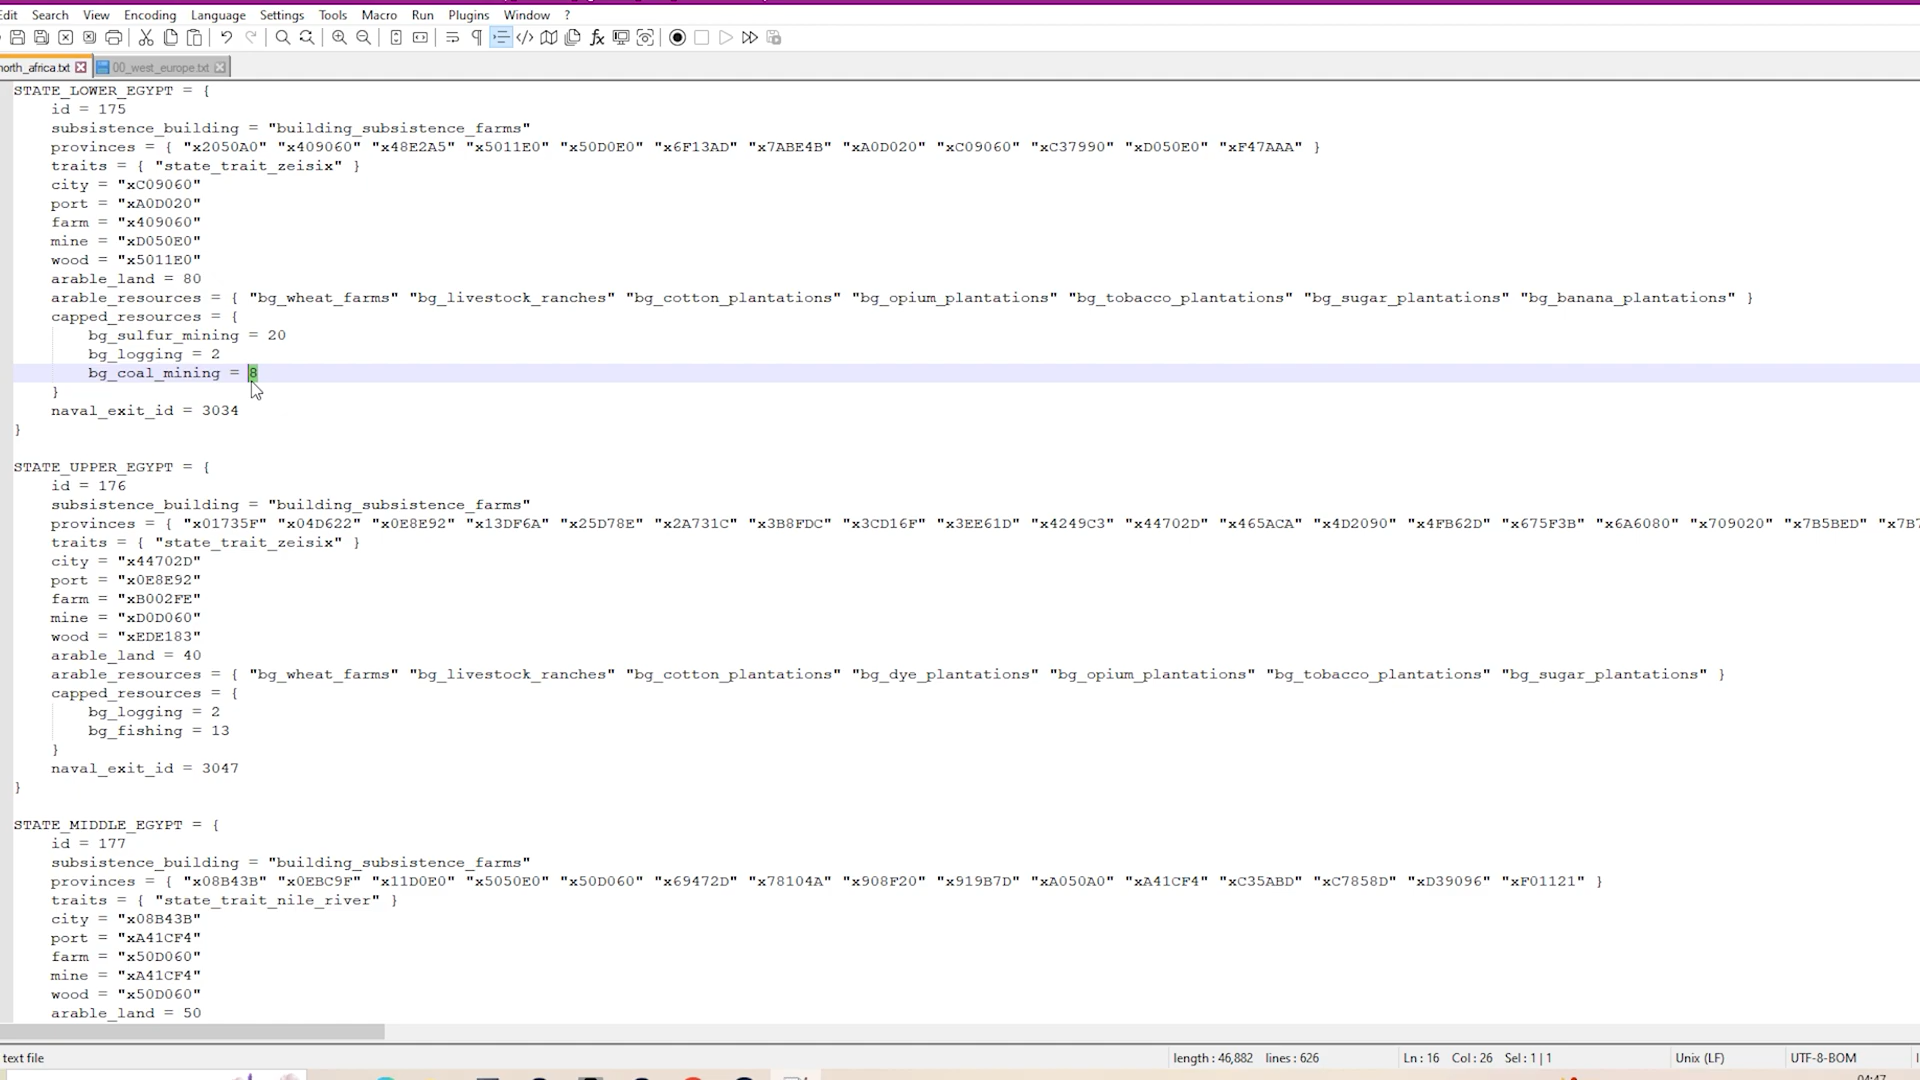 Edit Search View Encoding Language Settings Tools Macro Run Plugins Window ?
north_africa.txt 00_west_europe.txt
STATE_LOWER_EGYPT = {
id = 175
subsistence_building = "building_subsistence_farms"
provinces = { "x2050A0" "x409060" "x48E2A5" "x5011E0" "x50D0E0" "x6F13AD" "x7ABE4B" "xA0D020" "xC09060" "xC37990" "xD050E0" "xF47AAA" }
traits = { "state_trait_zeisix" }
city = "xC09060"
port = "xA0D020"
farm = "x409060"
mine = "xD050E0"
wood = "x5011E0"
arable_land = 80
arable_resources = { "bg_wheat_farms" "bg_livestock_ranches" "bg_cotton_plantations" "bg_opium_plantations" "bg_tobacco_plantations" "bg_sugar_plantations" "bg_banana_plantations" }
capped_resources = {
bg_sulfur_mining = 20
bg_logging = 2
bg_coal_mining = 8
}
naval_exit_id = 3034
}
STATE_UPPER_EGYPT = {
id = 176
subsistence_building = "building_subsistence_farms"
provinces = { "x01735F" "x04D622" "x0E8E92" "x13DF6A" "x25D78E" "x2A731C" "x3B8FDC" "x3CD16F" "x3EE61D" "x4249C3" "x44702D" "x465ACA" "x4D2090" "x4FB62D" "x675F3B" "x6A6080" "x709020" "x7B5BED" "x7B7
traits = { "state_trait_zeisix" }
city = "x44702D"
port = "x0E8E92"
farm = "xB002FE"
mine = "xD0D060"
wood = "xEDE183"
arable_land = 40
arable_resources = { "bg_wheat_farms" "bg_livestock_ranches" "bg_cotton_plantations" "bg_dye_plantations" "bg_opium_plantations" "bg_tobacco_plantations" "bg_sugar_plantations" }
capped_resources = {
bg_logging = 2
bg_fishing = 13
}
naval_exit_id = 3047
}
STATE_MIDDLE_EGYPT = {
id = 177
subsistence_building = "building_subsistence_farms"
provinces = { "x08B43B" "x0EBC9F" "x11D0E0" "x5050E0" "x50D060" "x69472D" "x78104A" "x908F20" "x919B7D" "xA050A0" "xA41CF4" "xC35ABD" "xC7858D" "xD39096" "xF01121" }
traits = { "state_trait_nile_river" }
city = "x08B43B"
port = "xA41CF4"
farm = "x50D060"
mine = "xA41CF4"
wood = "x50D060"
arable_land = 50
text file length : 46,882 lines : 626 Ln : 16 Col : 26 Sel : 1 | 1 Unix (LF) UTF-8-BOM